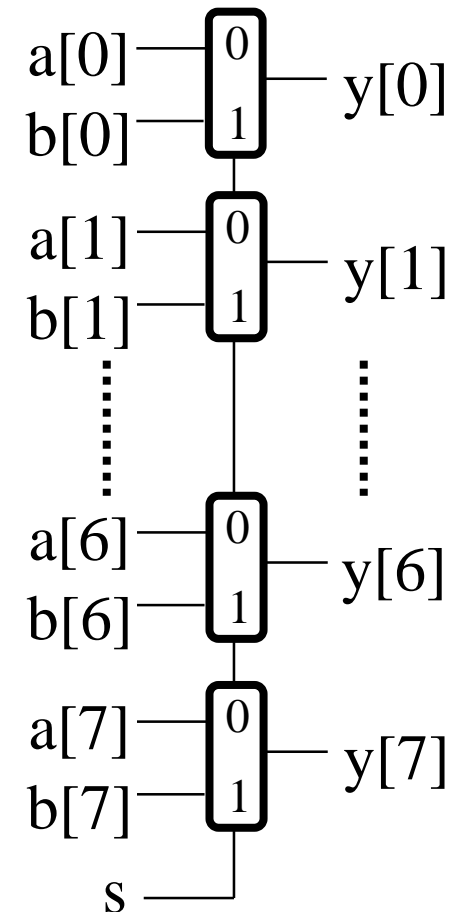 a[0] 0
b[0] 1 y[0]
a[1] 0
b[1] 1 y[1]
a[6] 0
b[6] 1 y[6]
a[7] 0
b[7] 1 y[7]
s